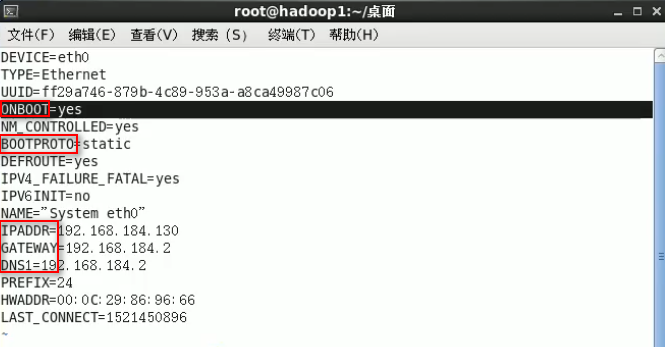 root@hadoop1:~/桌面
文件(F) 编辑(E) 查看(V) 搜索 (S) 终端(T) 帮助(H)
DEVICE=eth0
TYPE=Ethernet
UUID=ff29a746-879b-4c89-953a-a8ca49987c06
ONBOOT=yes
NM_CONTROLLED=yes
BOOTPROTO=static
DEFROUTE=yes
IPV4_FAILURE_FATAL=yes
IPV6INIT=no
NAME="System eth0"
IPADDR=192.168.184.130
GATEWAY=192.168.184.2
DNS1=192.168.184.2
PREFIX=24
HWADDR=00:0C:29:86:96:66
LAST_CONNECT=1521450896
~